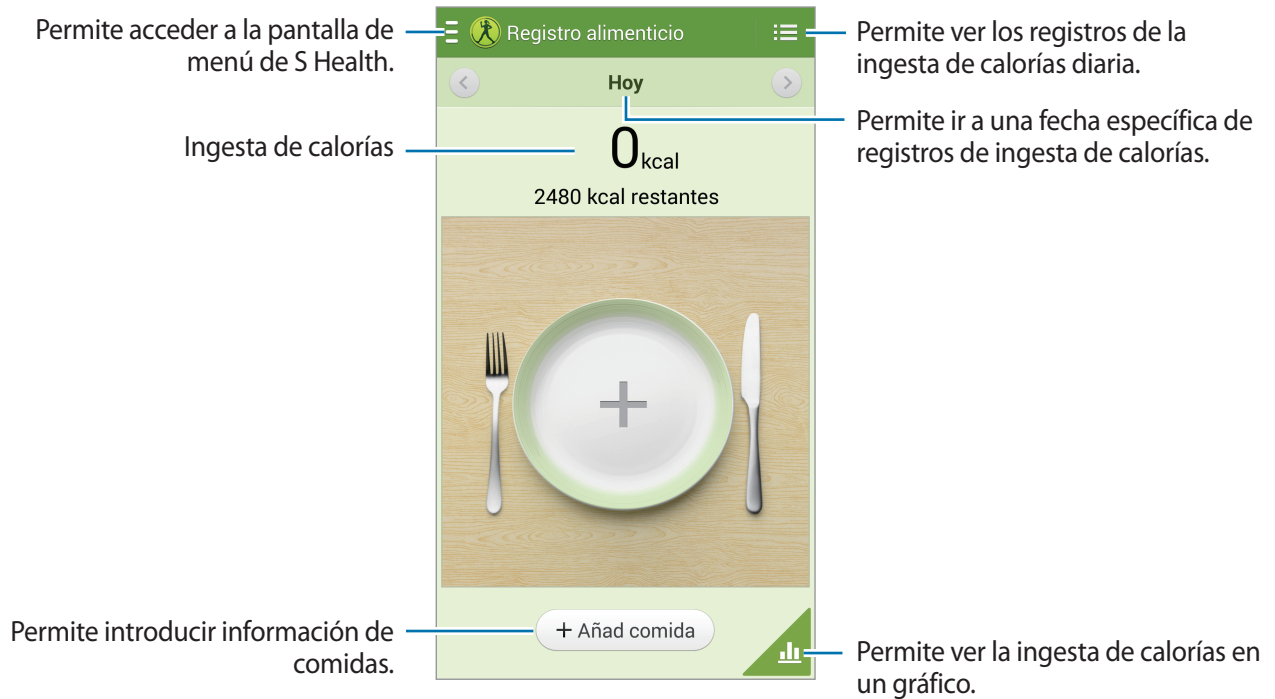 Permite acceder a la pantalla de
menú de S Health.
Ingesta de calorías
Permite introducir información de
comidas.
Registro alimenticio
Hoy
0 kcal
2480 kcal restantes
+ Añad comida
Permite ver los registros de la
ingesta de calorías diaria.
Permite ir a una fecha específica de
registros de ingesta de calorías.
Permite ver la ingesta de calorías en
un gráfico.